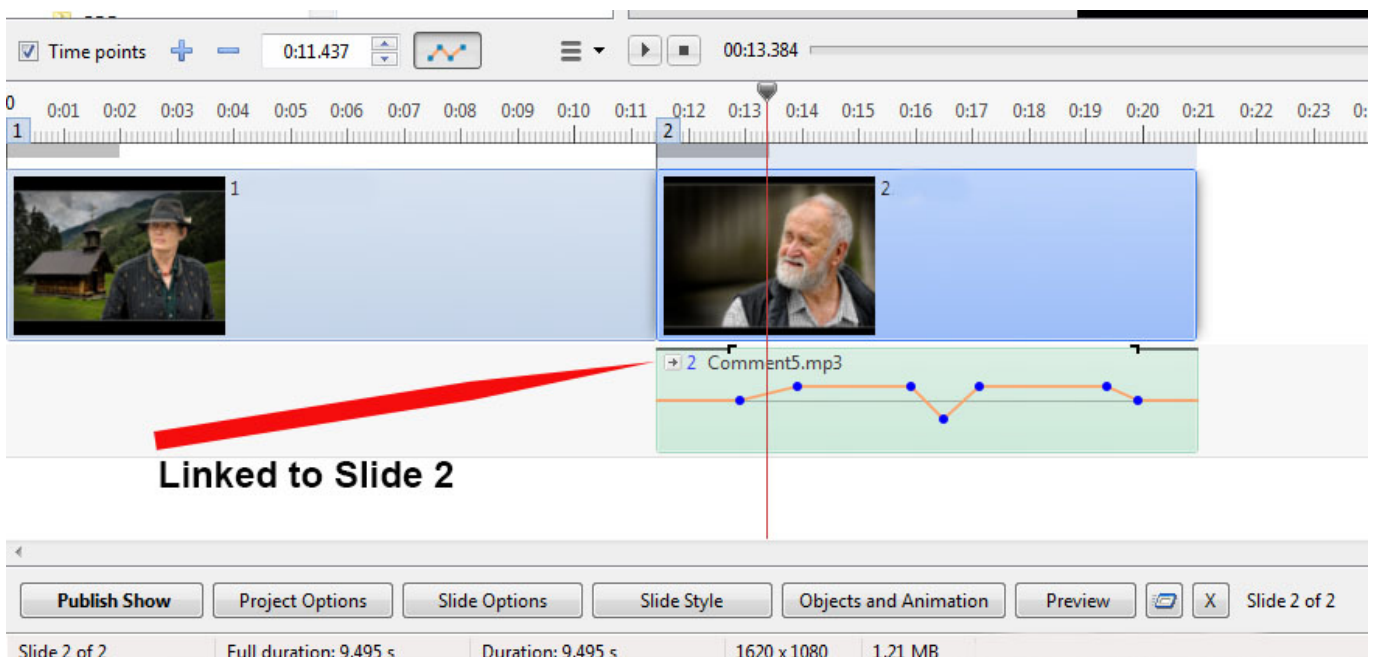 Time points 0:11.437 00:13.384
0 0:01 0:02 0:03 0:04 0:05 0:06 0:07 0:08 0:09 0:10 0:11 0:12 0:13 0:14 0:15 0:16 0:17 0:18 0:19 0:20 0:21 0:22 0:23 0:
1 2
1 2
2 Comment5.mp3
Linked to Slide 2
Publish Show Project Options Slide Options Slide Style Objects and Animation Preview X Slide 2 of 2
Slide 2 of 2 Full duration: 9.495 s Duration: 9.495 s 1620 x 1080 1.21 MB